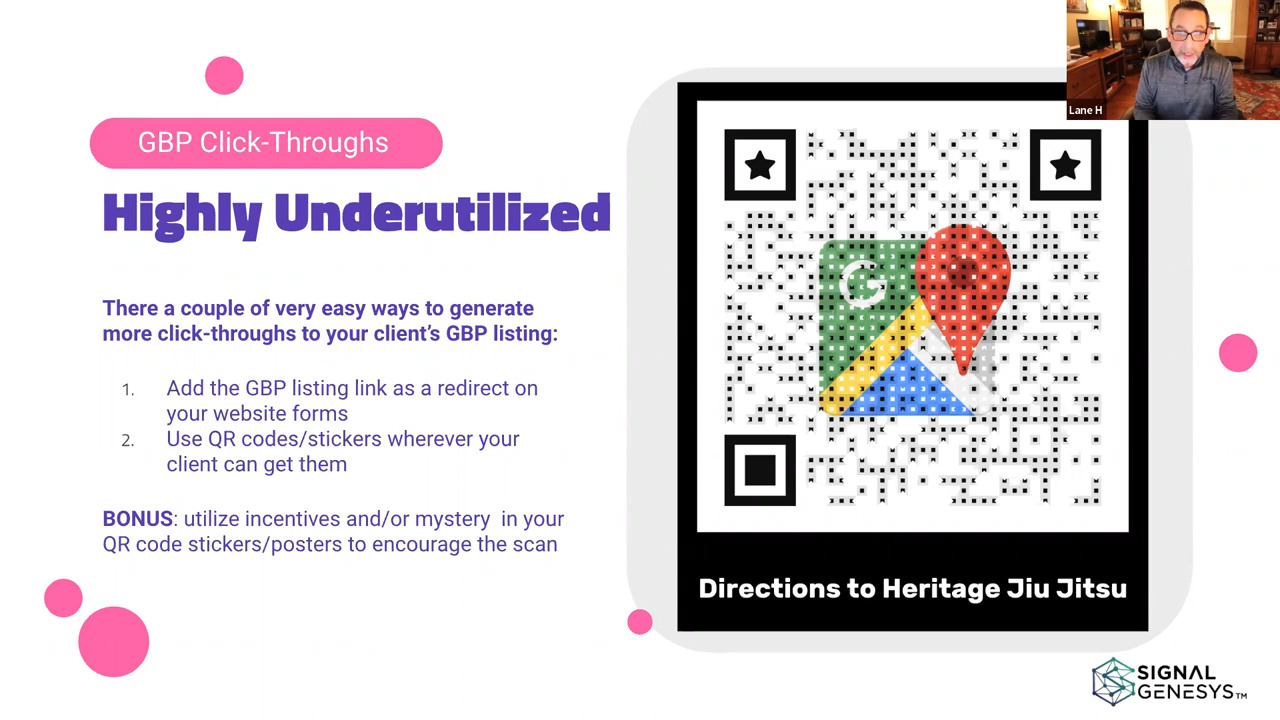 Lane H
GBP Click-Throughs
Highly Underutilized
There a couple of very easy ways to generate
more click-throughs to your client’s GBP listing:
1. Add the GBP listing link as a redirect on
your website forms
2. Use QR codes/stickers wherever your
client can get them
BONUS: utilize incentives and/or mystery in your
QR code stickers/posters to encourage the scan
G
Directions to Heritage Jiu Jitsu
SIGNAL
GENESYS™